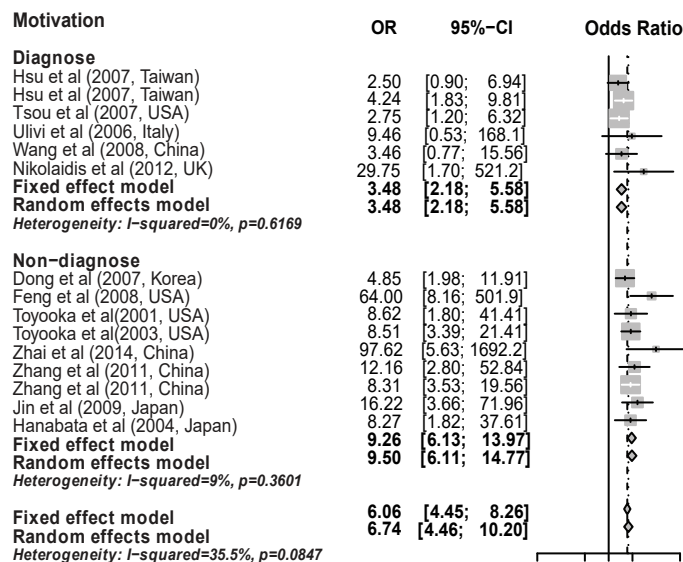 Motivation OR 95%−CI Odds Ratio
Diagnose
Hsu et al (2007, Taiwan) 2.50 [0.90; 6.94]
Hsu et al (2007, Taiwan) 4.24 [1.83; 9.81]
Tsou et al (2007, USA) 2.75 [1.20; 6.32]
Ulivi et al (2006, Italy) 9.46 [0.53; 168.1]
Wang et al (2008, China) 3.46 [0.77; 15.56]
Nikolaidis et al (2012, UK) 29.75 [1.70; 521.2]
Fixed effect model 3.48 [2.18; 5.58]
Random effects model 3.48 [2.18; 5.58]
Heterogeneity: I−squared=0%, p=0.6169
Non−diagnose
Dong et al (2007, Korea) 4.85 [1.98; 11.91]
Feng et al (2008, USA) 64.00 [8.16; 501.9]
Toyooka et al(2001, USA) 8.62 [1.80; 41.41]
Toyooka et al(2003, USA) 8.51 [3.39; 21.41]
Zhai et al (2014, China) 97.62 [5.63; 1692.2]
Zhang et al (2011, China) 12.16 [2.80; 52.84]
Zhang et al (2011, China) 8.31 [3.53; 19.56]
Jin et al (2009, Japan) 16.22 [3.66; 71.96]
Hanabata et al (2004, Japan) 8.27 [1.82; 37.61]
Fixed effect model 9.26 [6.13; 13.97]
Random effects model 9.50 [6.11; 14.77]
Heterogeneity: I−squared=9%, p=0.3601
Fixed effect model 6.06 [4.45; 8.26]
Random effects model 6.74 [4.46; 10.20]
Heterogeneity: I−squared=35.5%, p=0.0847